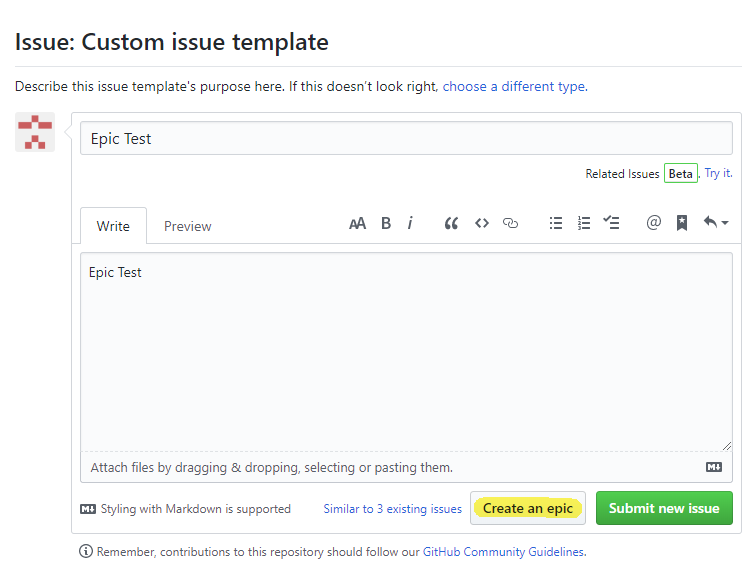 Issue: Custom issue template
Describe this issue template's purpose here. If this doesn't look right, choose a different type.
Epic Test
Related Issues Beta. Try it.
Write Preview AA B i @
Epic Test
Attach files by dragging & dropping, selecting or pasting them.
Styling with Markdown is supported Similar to 3 existing issues Create an epic Submit new issue
Remember, contributions to this repository should follow our GitHub Community Guidelines.